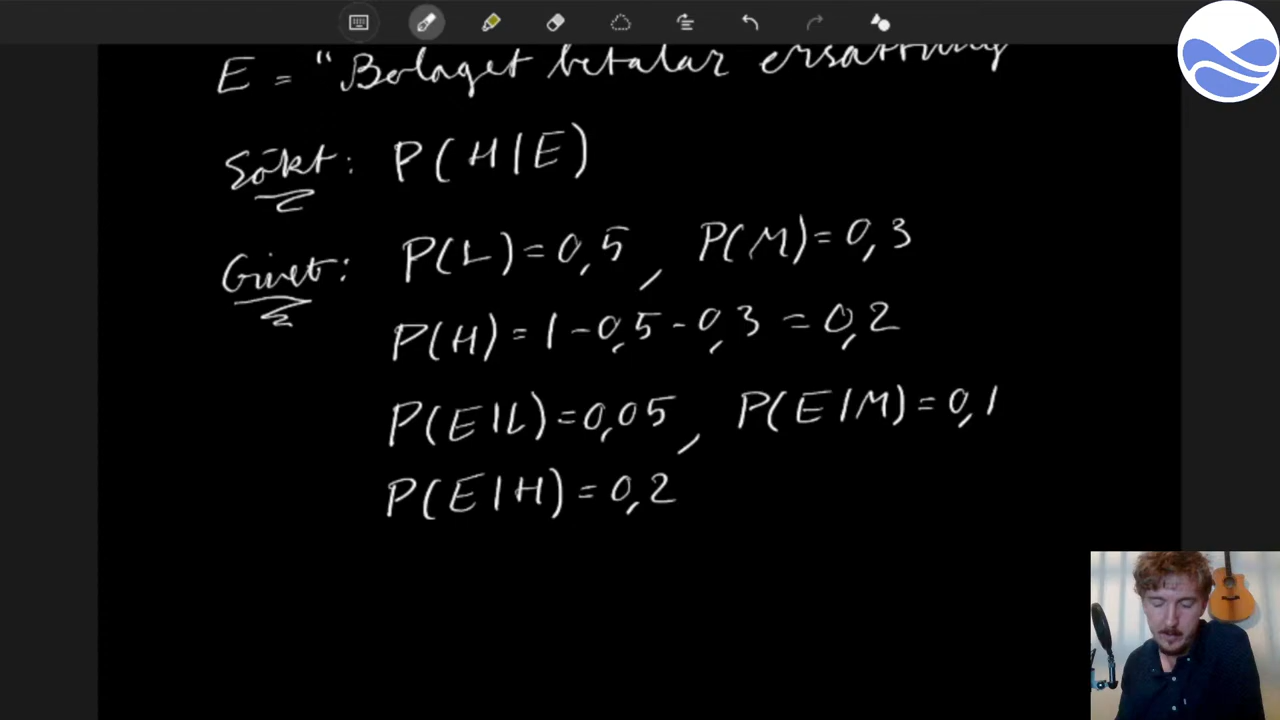 E = "Bolaget betalar ersättning
Sökt: P(H|E)
Givet: P(L)=0,5, P(M)=0,3
P(H)=1-0,5-0,3=0,2
P(E|L)=0,05, P(E|M)=0,1
P(E|H)=0,2